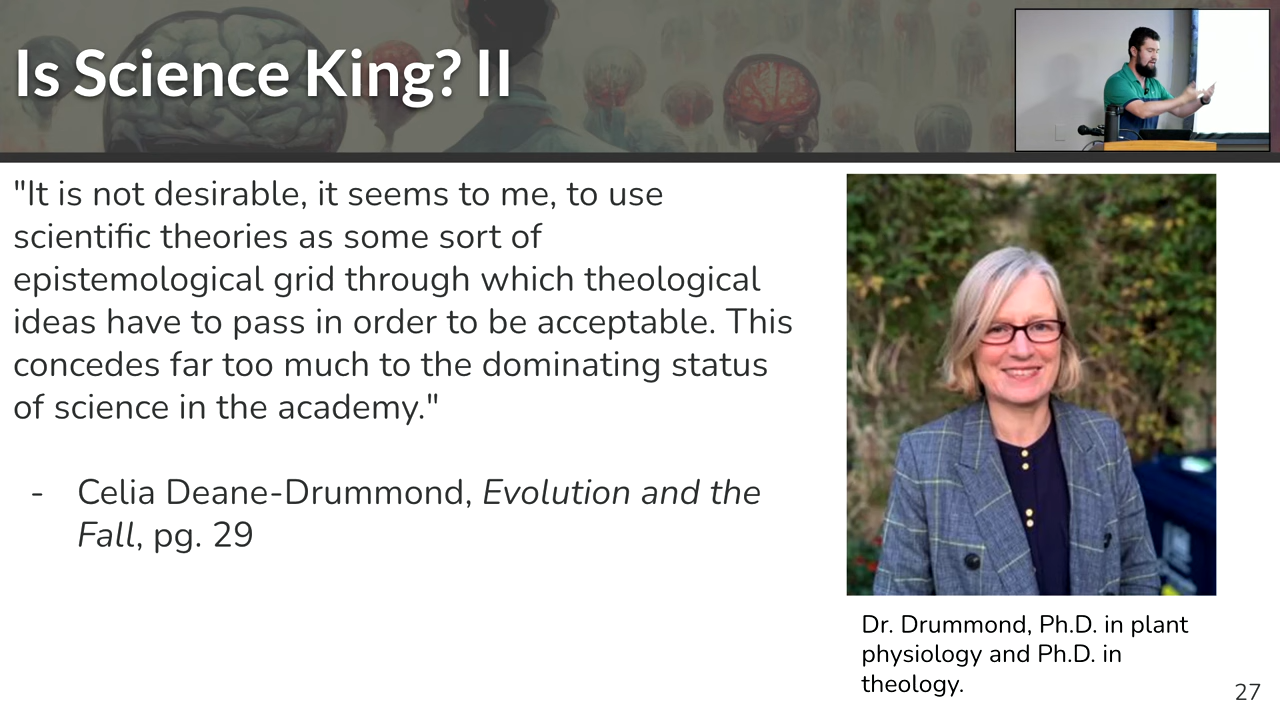 Is Science King? II
"It is not desirable, it seems to me, to use
scientific theories as some sort of
epistemological grid through which theological
ideas have to pass in order to be acceptable. This
concedes far too much to the dominating status
of science in the academy."
- Celia Deane-Drummond, Evolution and the
Fall, pg. 29
Dr. Drummond, Ph.D. in plant
physiology and Ph.D. in
theology.
27